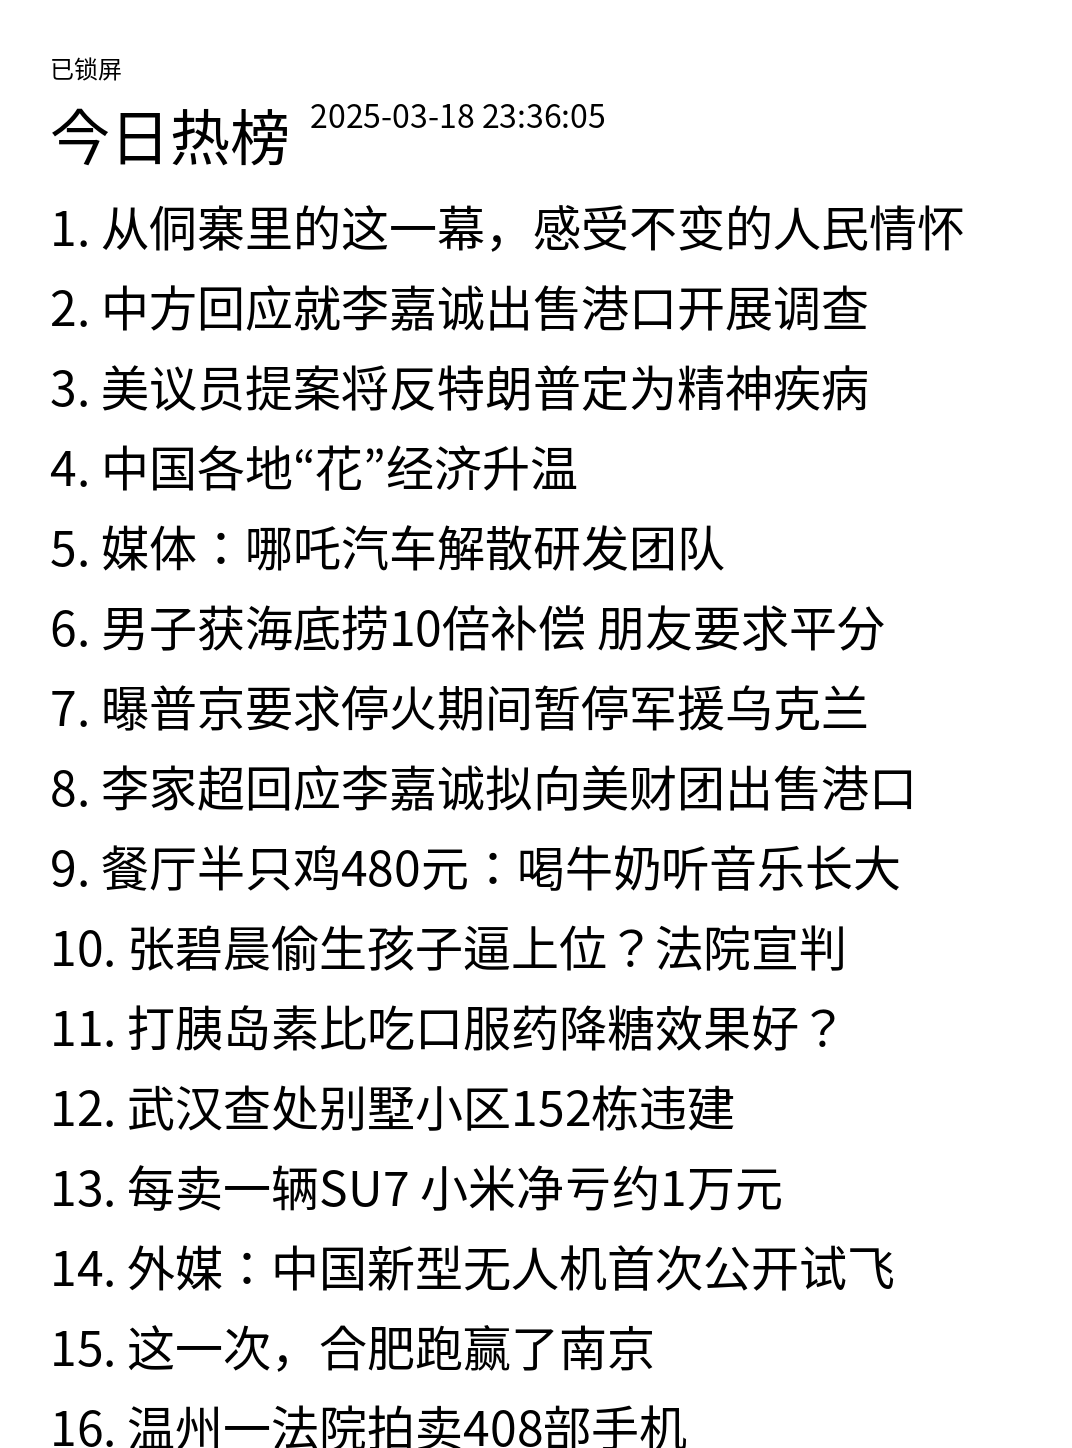 已锁屏
今日热榜 2025-03-18 23:36:05
1. 从侗寨里的这一幕，感受不变的人民情怀
2. 中方回应就李嘉诚出售港口开展调查
3. 美议员提案将反特朗普定为精神疾病
4. 中国各地“花”经济升温
5. 媒体：哪吒汽车解散研发团队
6. 男子获海底捞10倍补偿 朋友要求平分
7. 曝普京要求停火期间暂停军援乌克兰
8. 李家超回应李嘉诚拟向美财团出售港口
9. 餐厅半只鸡480元：喝牛奶听音乐长大
10. 张碧晨偷生孩子逼上位？法院宣判
11. 打胰岛素比吃口服药降糖效果好？
12. 武汉查处别墅小区152栋违建
13. 每卖一辆SU7 小米净亏约1万元
14. 外媒：中国新型无人机首次公开试飞
15. 这一次，合肥跑赢了南京
16. 温州一法院拍卖408部手机